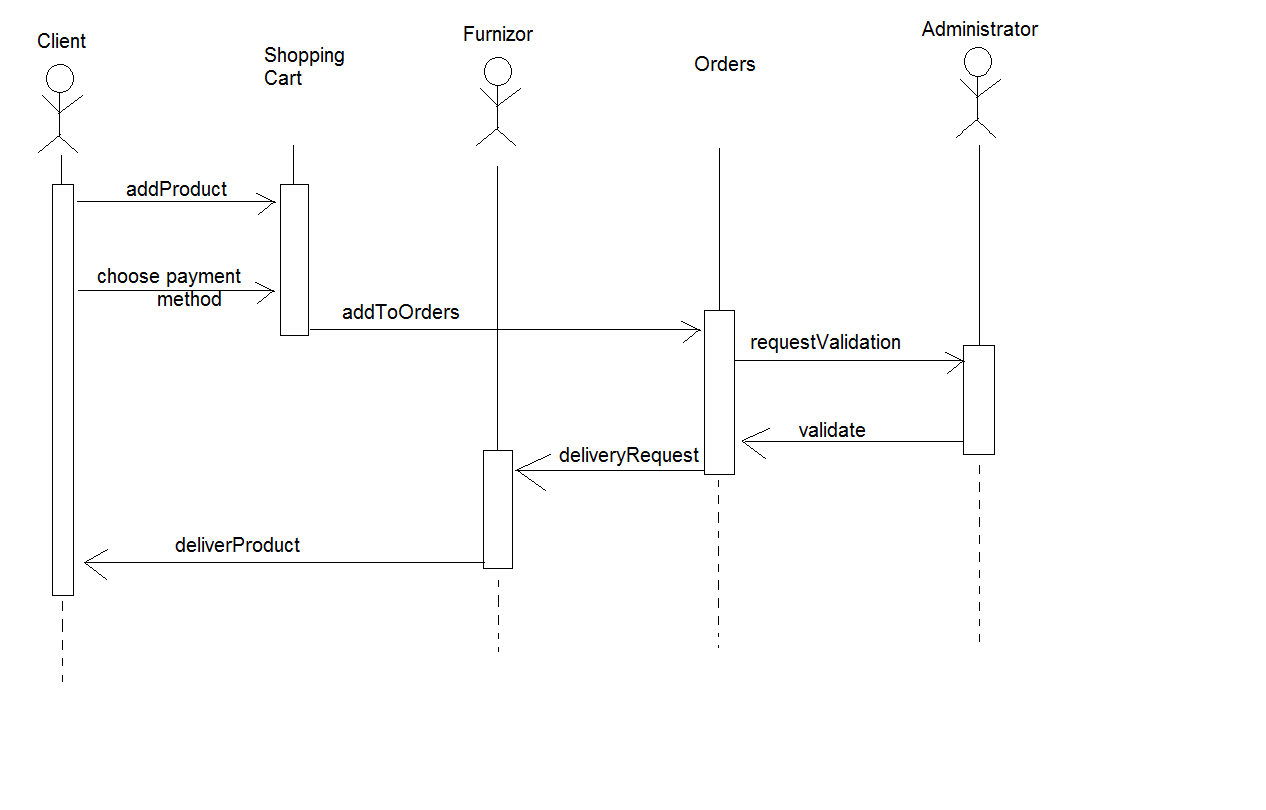 Client
Shopping
Cart
Furnizor
Orders
Administrator
addProduct
choose payment
method
addToOrders
requestValidation
validate
deliveryRequest
deliverProduct